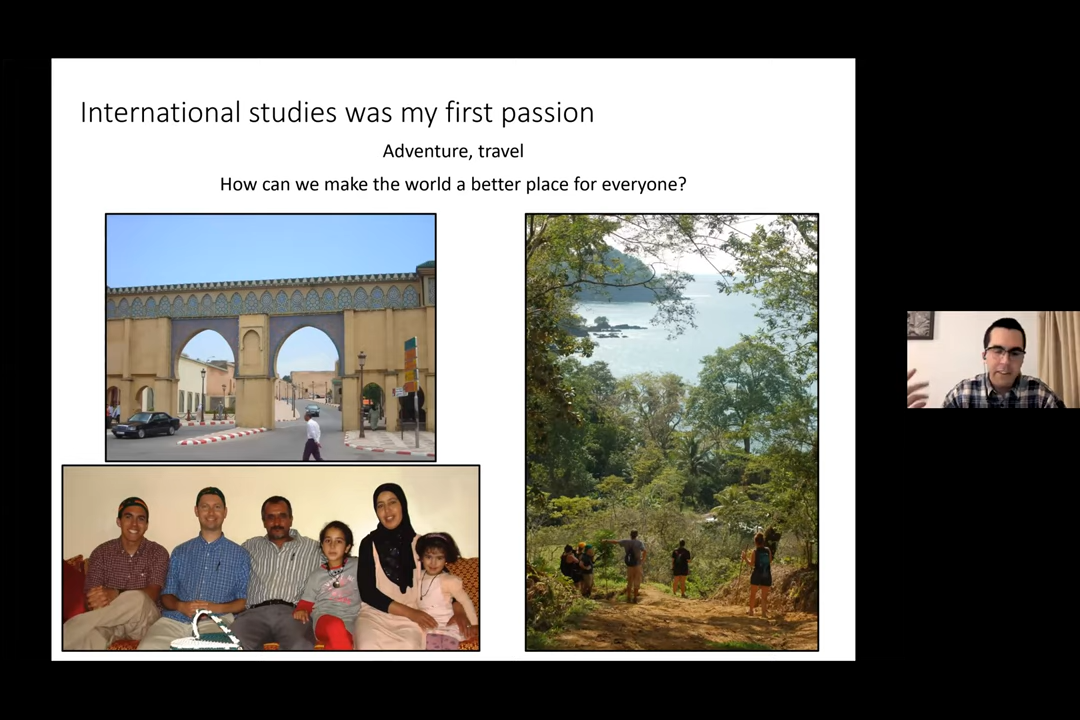 International studies was my first passion
Adventure, travel
How can we make the world a better place for everyone?